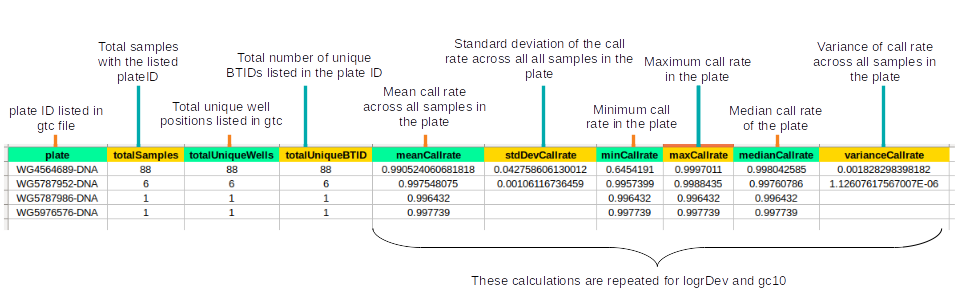 Total samples
with the listed
plateID
Total number of unique
BTIDs listed in the plate ID
Standard deviation of the call
rate across all all samples in the
plate
Maximum call rate
in the plate
Variance of call rate
across all samples in the
plate
plate ID listed in
gtc file
Total unique well
positions listed in gtc
Mean call rate
across all samples in
the plate
Minimum call
rate in the plate
Median call rate
of the plate
plate totalSamples totalUniqueWells totalUniqueBTID meanCallrate stdDevCallrate minCallrate maxCallrate medianCallrate varianceCallrate
WG4564689-DNA 88 88 88 0.990524060681818 0.042758606130012 0.6454191 0.9997011 0.998042585 0.001828298398182
WG5787952-DNA 6 6 6 0.997548075 0.00106116736459 0.9957399 0.9988435 0.99760786 1.12607617567007E-06
WG5787986-DNA 1 1 1 0.996432 0.996432 0.996432 0.996432
WG5976576-DNA 1 1 1 0.997739 0.997739 0.997739 0.997739
These calculations are repeated for logrDev and gc10